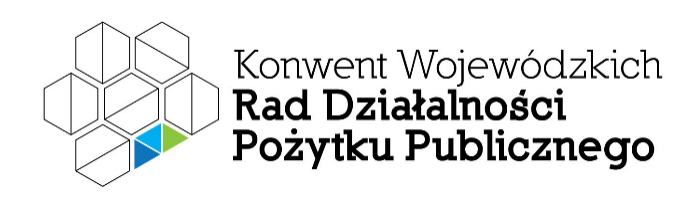 Konwent Wojewódzkich
Rad Działalności
Pożytku Publicznego